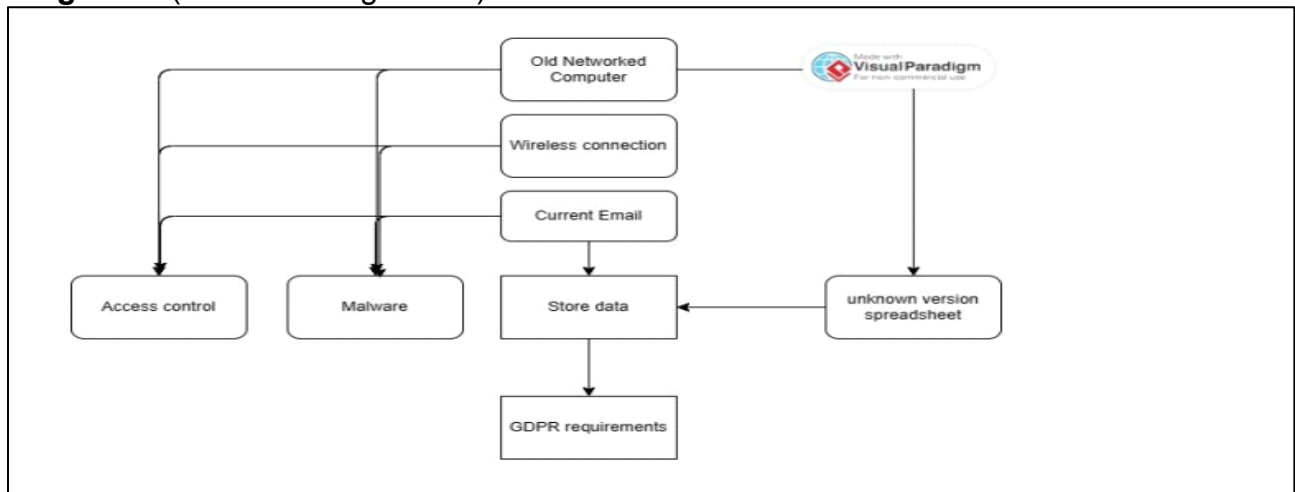 Old Networked
Computer
Made with
Visual Paradigm
For non-commercial use
Wireless connection
Current Email
Access control
Malware
Store data
unknown version
spreadsheet
GDPR requirements